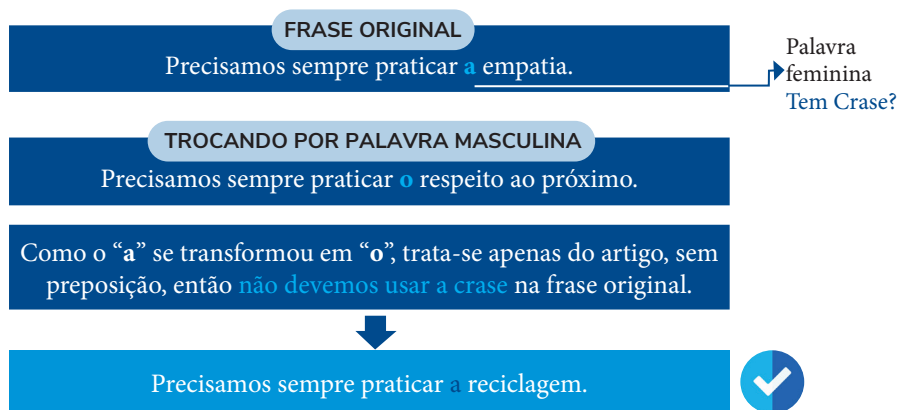 FRASE ORIGINAL
Precisamos sempre praticar a empatia.
Palavra
feminina
Tem Crase?
TROCANDO POR PALAVRA MASCULINA
Precisamos sempre praticar o respeito ao próximo.
Como o “a” se transformou em “o”, trata-se apenas do artigo, sem
preposição, então não devemos usar a crase na frase original.
Precisamos sempre praticar a reciclagem.